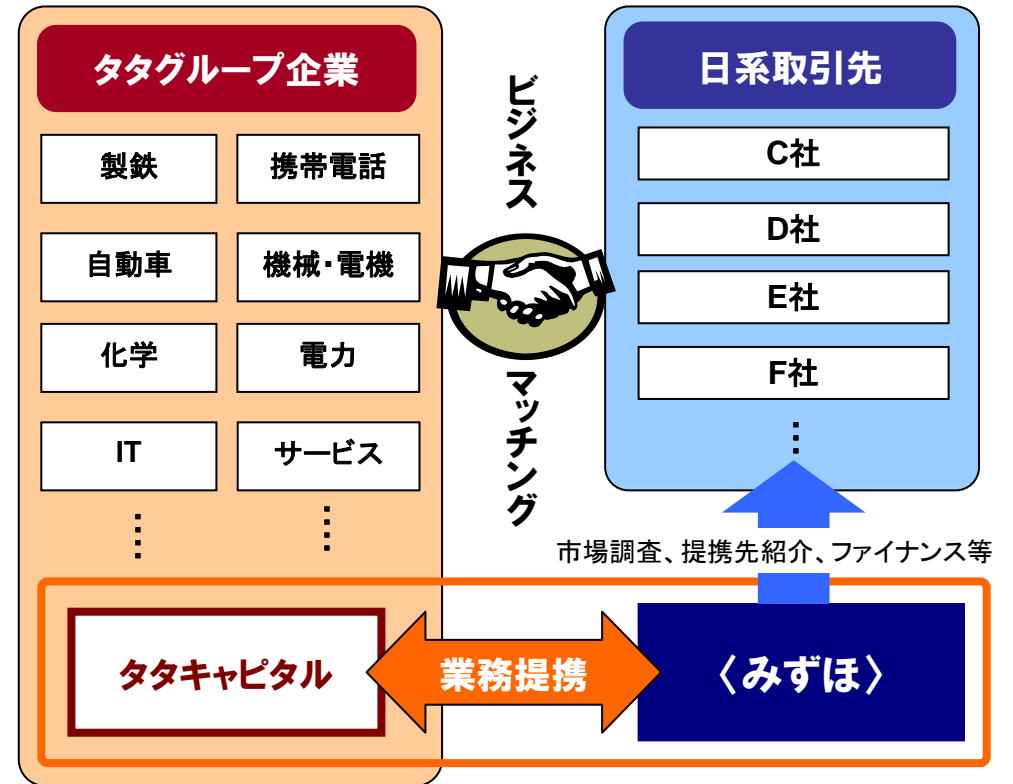 タタグループ企業
製鉄
携帯電話
自動車
機械・電機
化学
電力
IT
サービス
⋮
⋮
ビジネス
マッチング
日系取引先
C社
D社
E社
F社
⋮
市場調査、提携先紹介、ファイナンス等
タタキャピタル
業務提携
〈みずほ〉